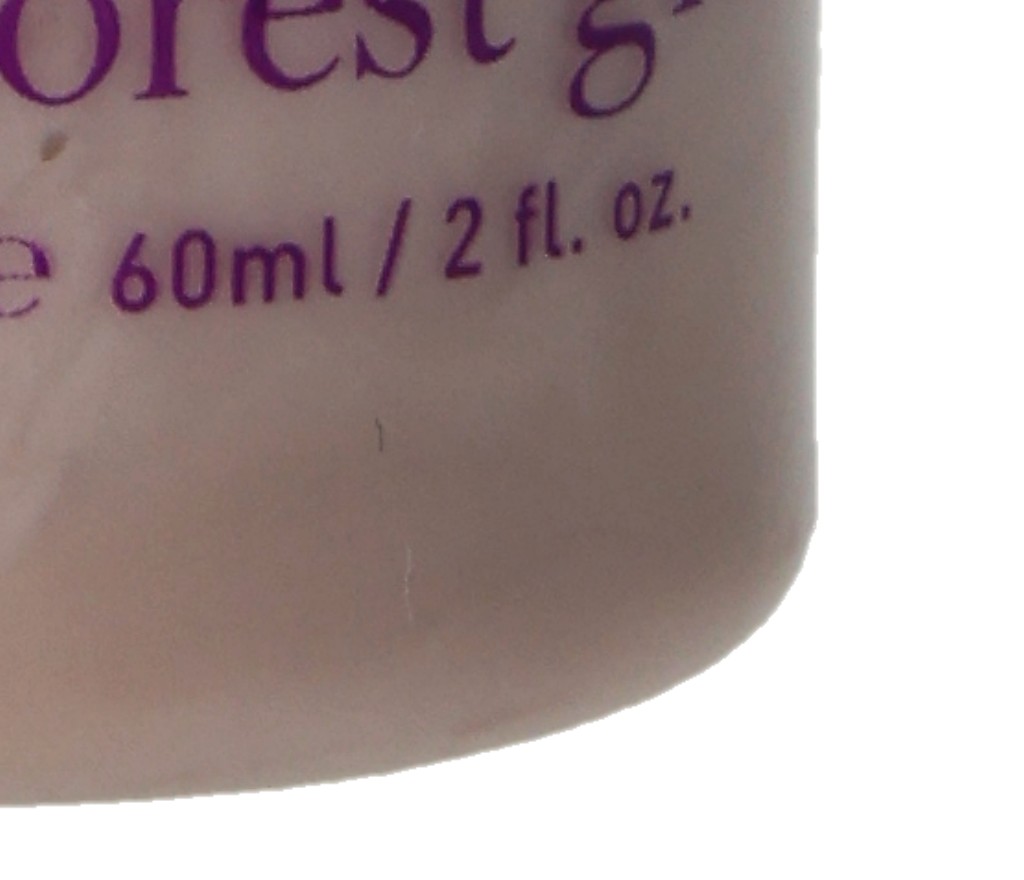 orest g
e 60ml / 2 fl. oz.